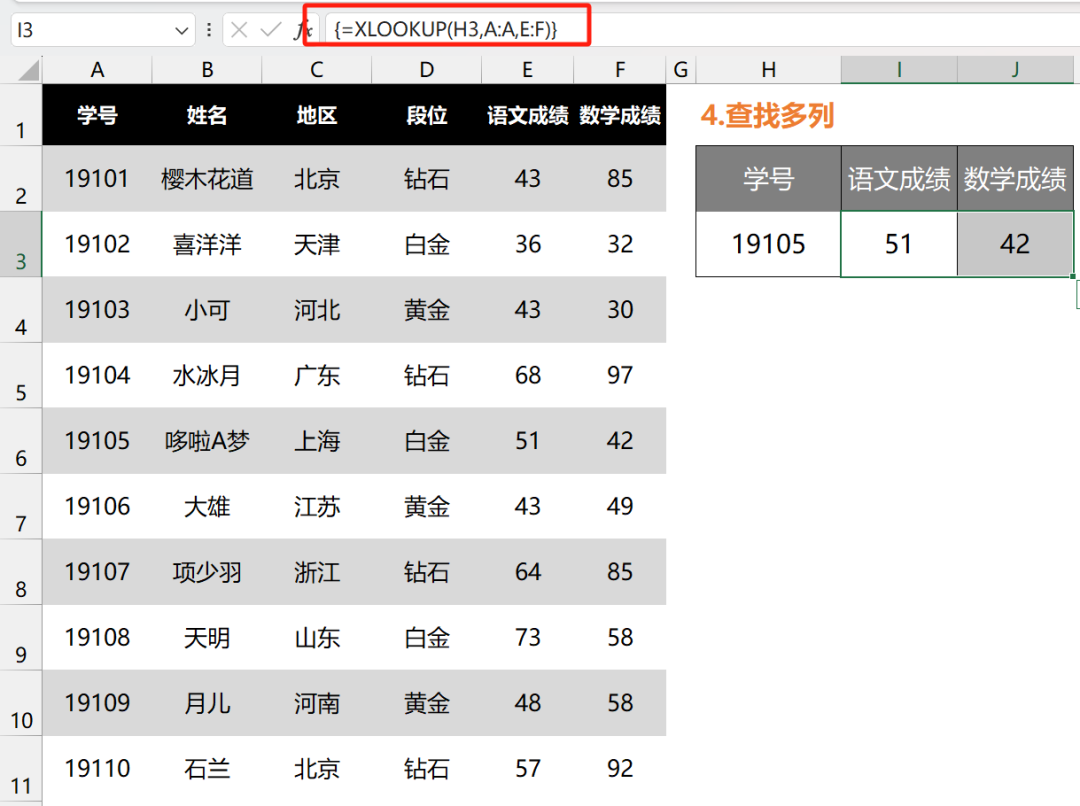 I3 fx {=XLOOKUP(H3,A:A,E:F)}
A B C D E F G H I J
1 学号 姓名 地区 段位 语文成绩 数学成绩 4.查找多列
2 19101 樱木花道 北京 钻石 43 85 学号 语文成绩 数学成绩
3 19102 喜洋洋 天津 白金 36 32 19105 51 42
4 19103 小可 河北 黄金 43 30
5 19104 水冰月 广东 钻石 68 97
6 19105 哆啦A梦 上海 白金 51 42
7 19106 大雄 江苏 黄金 43 49
8 19107 项少羽 浙江 钻石 64 85
9 19108 天明 山东 白金 73 58
10 19109 月儿 河南 黄金 48 58
11 19110 石兰 北京 钻石 57 92